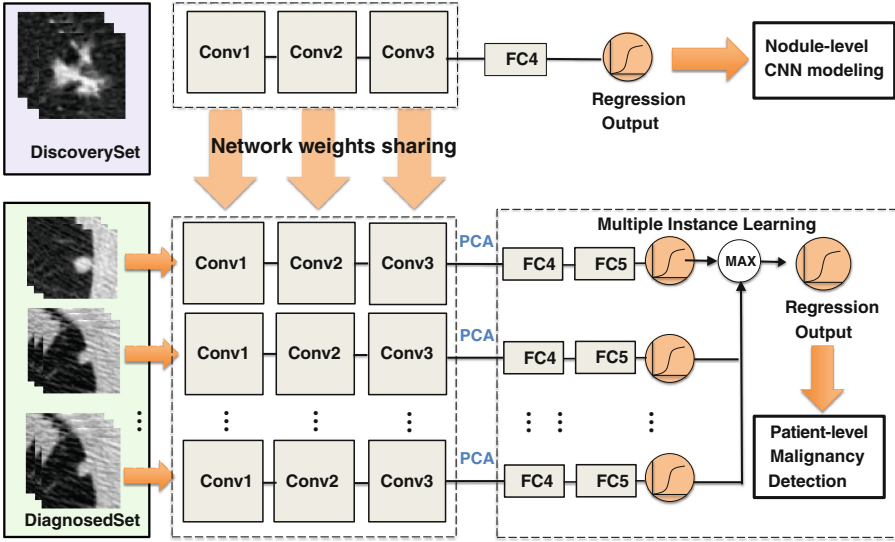 Conv1 Conv2 Conv3
FC4
Nodule-level
CNN modeling
Regression
Output
DiscoverySet
Network weights sharing
Multiple Instance Learning
Conv1 Conv2 Conv3
PCA
FC4 FC5
MAX
Regression
Output
Conv1 Conv2 Conv3
PCA
FC4 FC5
Patient-level
Malignancy
Detection
Conv1 Conv2 Conv3
PCA
FC4 FC5
DiagnosedSet